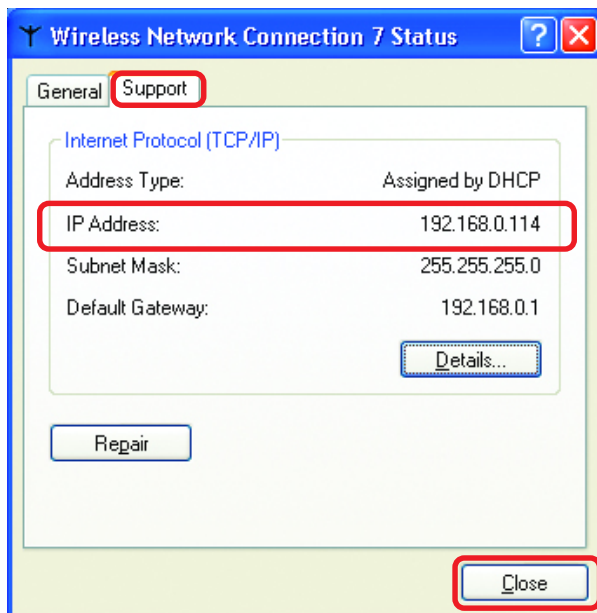 Wireless Network Connection 7 Status
General Support
Internet Protocol (TCP/IP)
Address Type: Assigned by DHCP
IP Address: 192.168.0.114
Subnet Mask: 255.255.255.0
Default Gateway: 192.168.0.1
Details...
Repair
Close